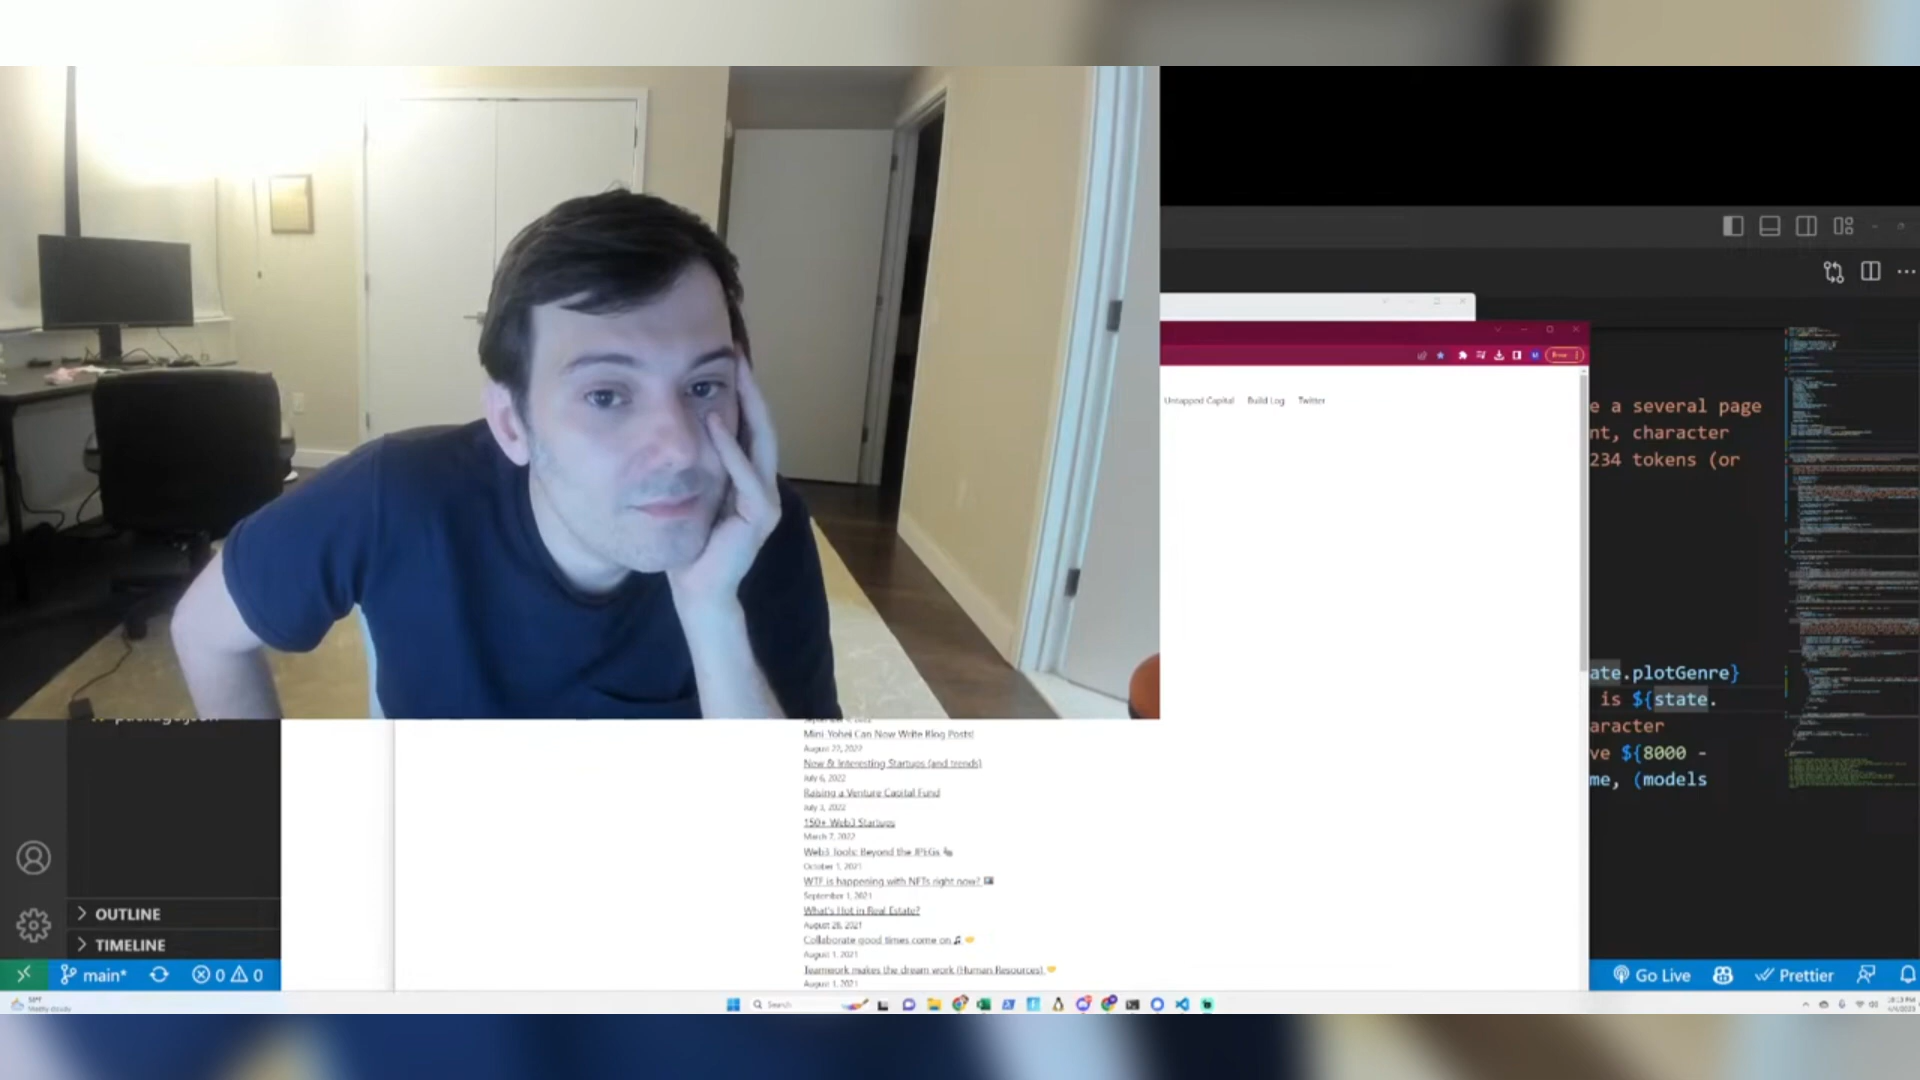 Untapped Capital Build Log Twitter
e a several page
nt, character
234 tokens (or
ate.plotGenre}
is ${state.
aracter
ve ${8000 -
me, (models
Mini Yohei Can Now Write Blog Posts!
August 22, 2022
New & Interesting Startups (and trends)
July 6, 2022
Raising a Venture Capital Fund
July 3, 2022
150+ Web3 Startups
March 7, 2022
Web3 Tools: Beyond the JPEGs
October 1, 2021
WTF is happening with NFTs right now?
September 1, 2021
What's Hot in Real Estate?
August 28, 2021
Collaborate good times come on
August 1, 2021
Teamwork makes the dream work (Human Resources)
August 1, 2021
OUTLINE
TIMELINE
main* 0 0
Go Live Prettier
Mostly cloudy
Search